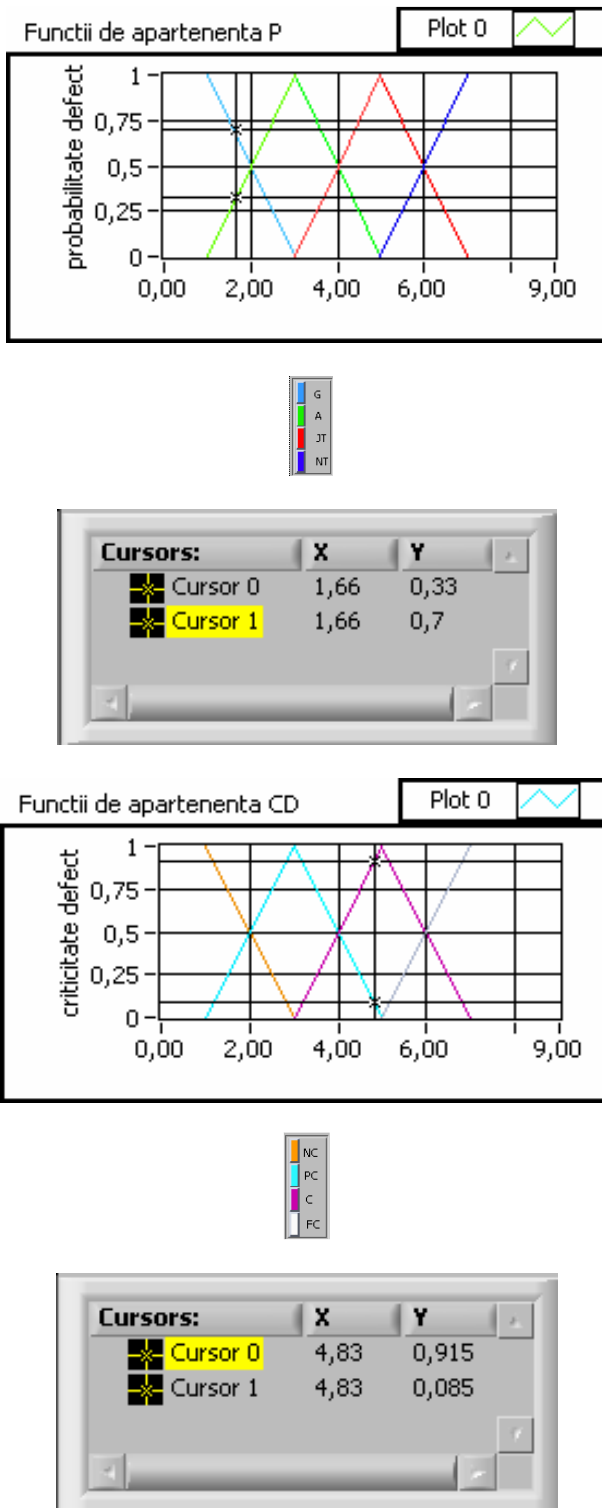 Functii de apartenenta P Plot 0
probabilitate defect
1
0,75
0,5
0,25
0
0,00 2,00 4,00 6,00 9,00
G
A
JT
NT
Cursors: X Y
Cursor 0 1,66 0,33
Cursor 1 1,66 0,7
Functii de apartenenta CD Plot 0
criticitate defect
1
0,75
0,5
0,25
0
0,00 2,00 4,00 6,00 9,00
NC
PC
C
FC
Cursors: X Y
Cursor 0 4,83 0,915
Cursor 1 4,83 0,085